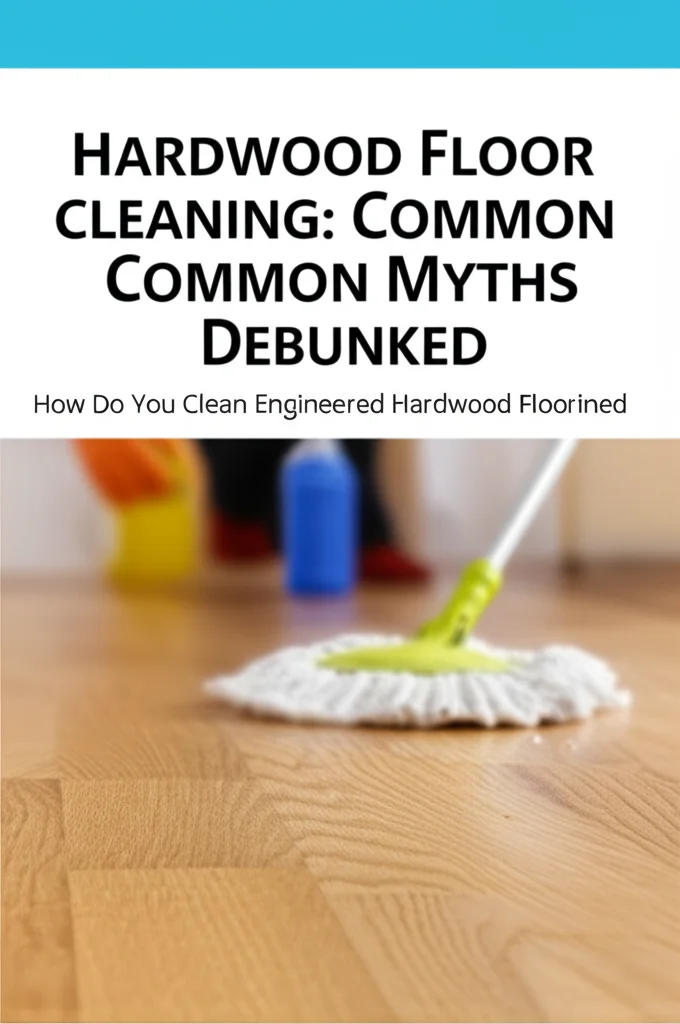 HARDWOOD FLOOR
CLEANING: COMMON
COMMON MYTHS
DEBUNKED
How Do You Clean Engineered Hardwood Floorined